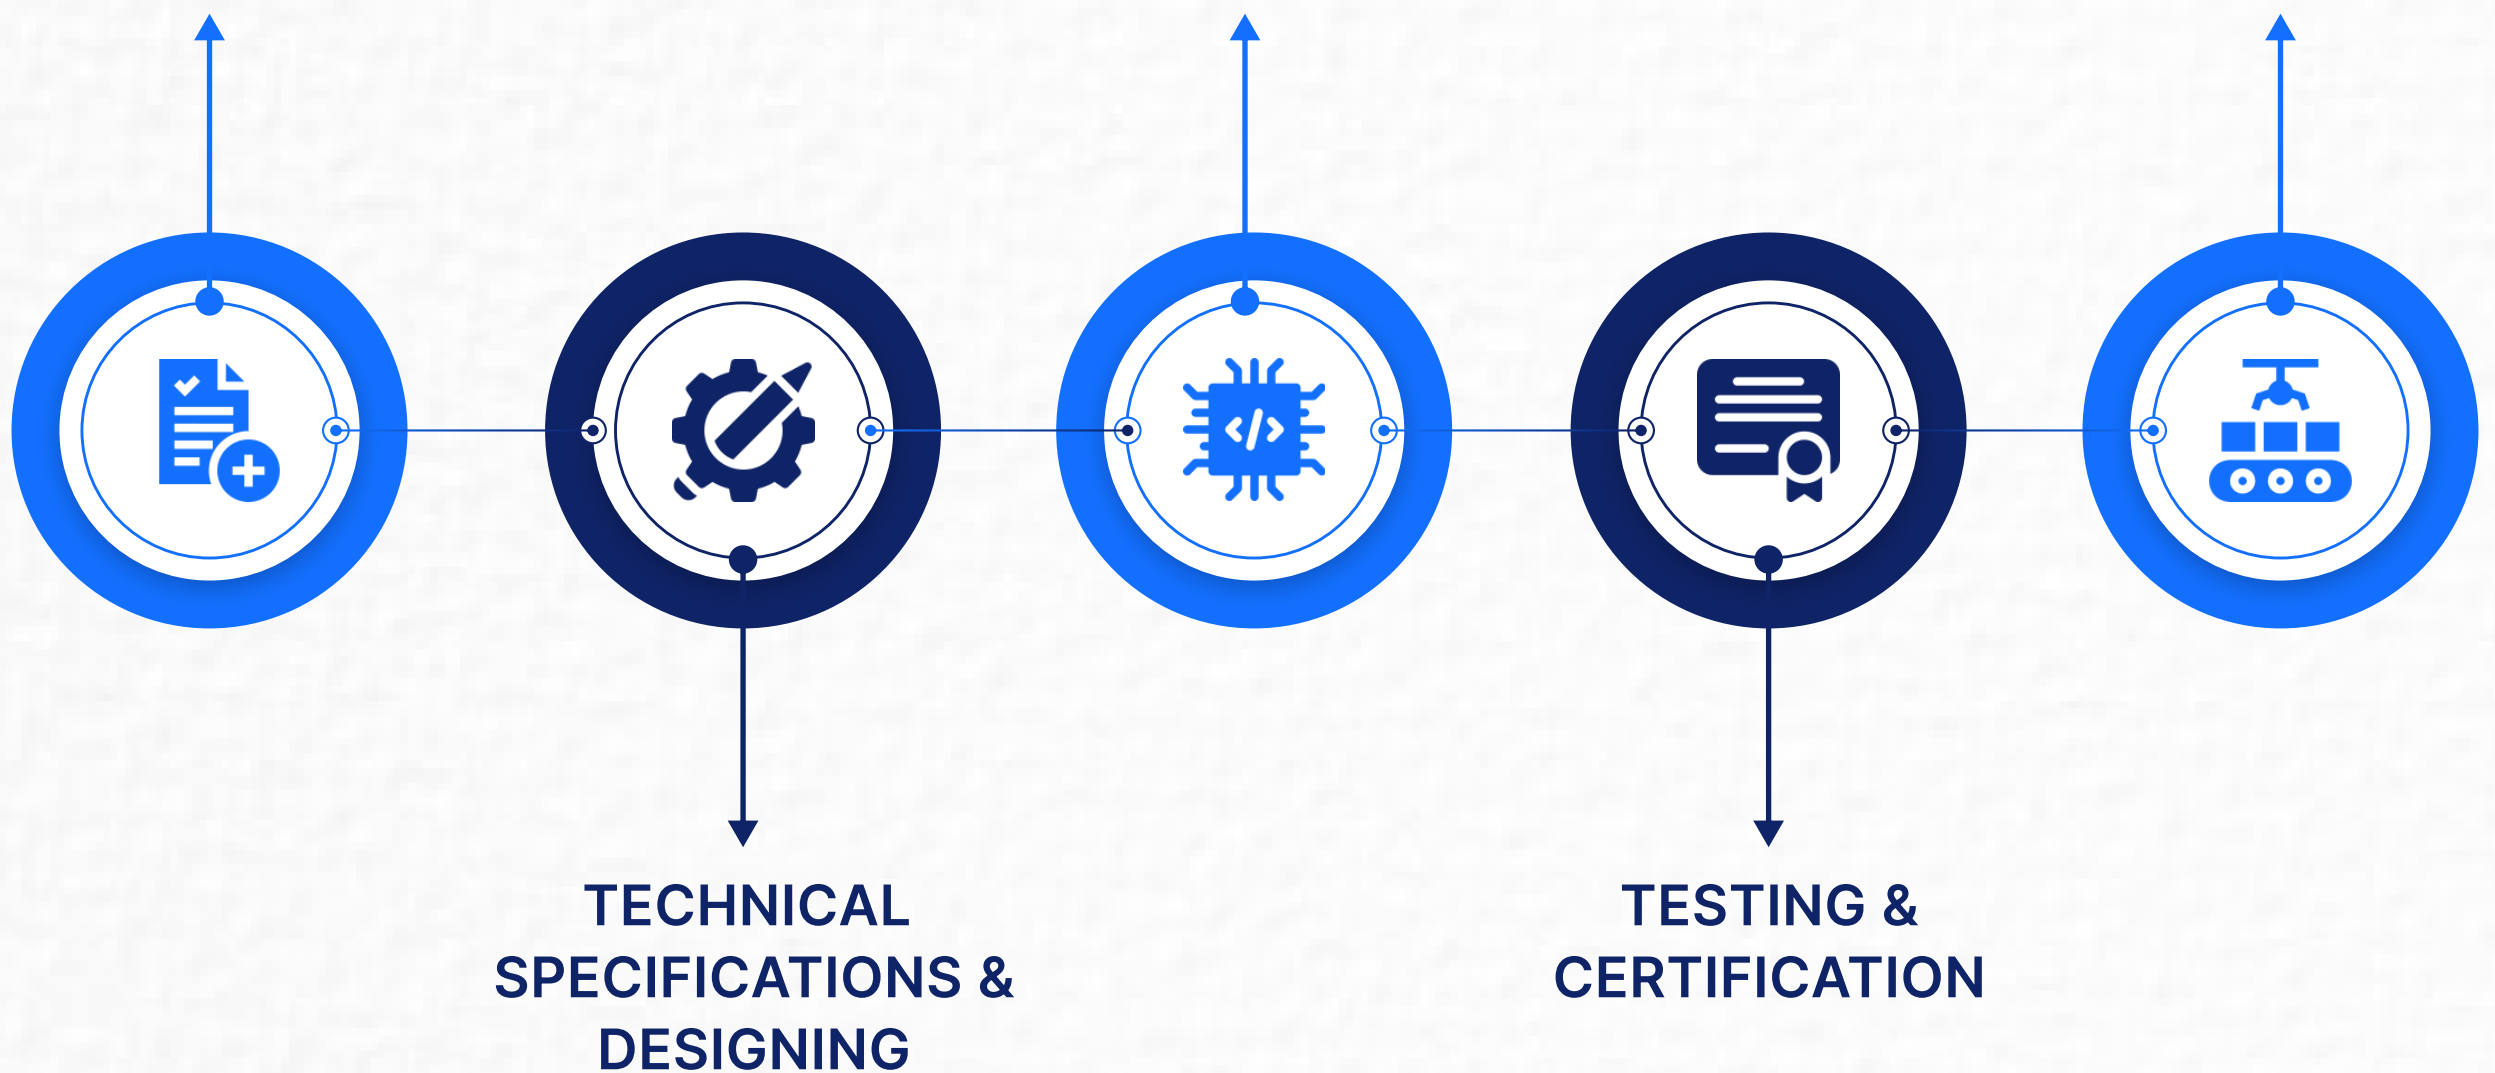 TECHNICAL
SPECIFICATIONS &
DESIGNING
TESTING &
CERTIFICATION